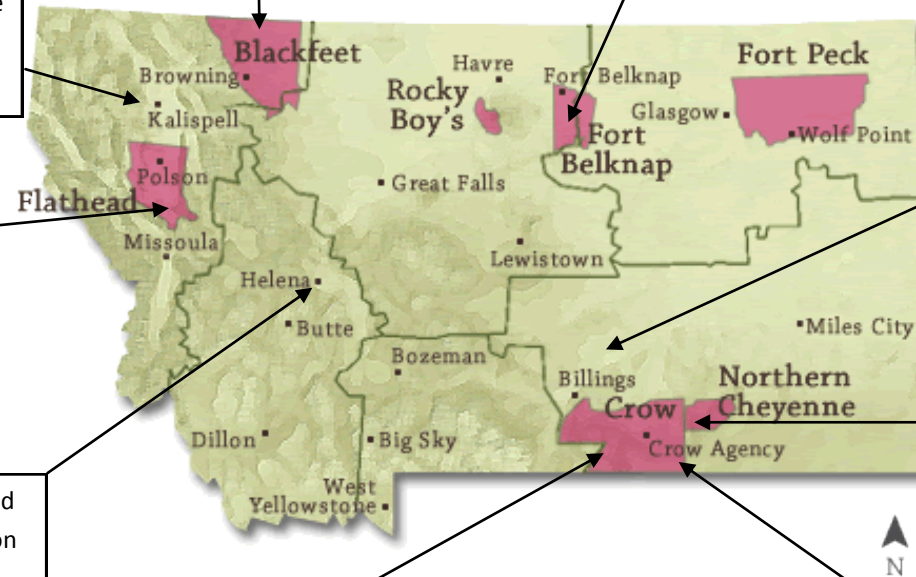 e
Blackfeet
Browning
Kalispell
Havre
Rocky
Boy's
Fort Belknap
Fort
Belknap
Fort Peck
Glasgow
Wolf Point
Polson
Flathead
Missoula
Great Falls
Lewistown
Helena
Butte
Miles City
Bozeman
Billings
Northern
Cheyenne
Crow
Crow Agency
Dillon
Big Sky
West
Yellowstone
d
on
N